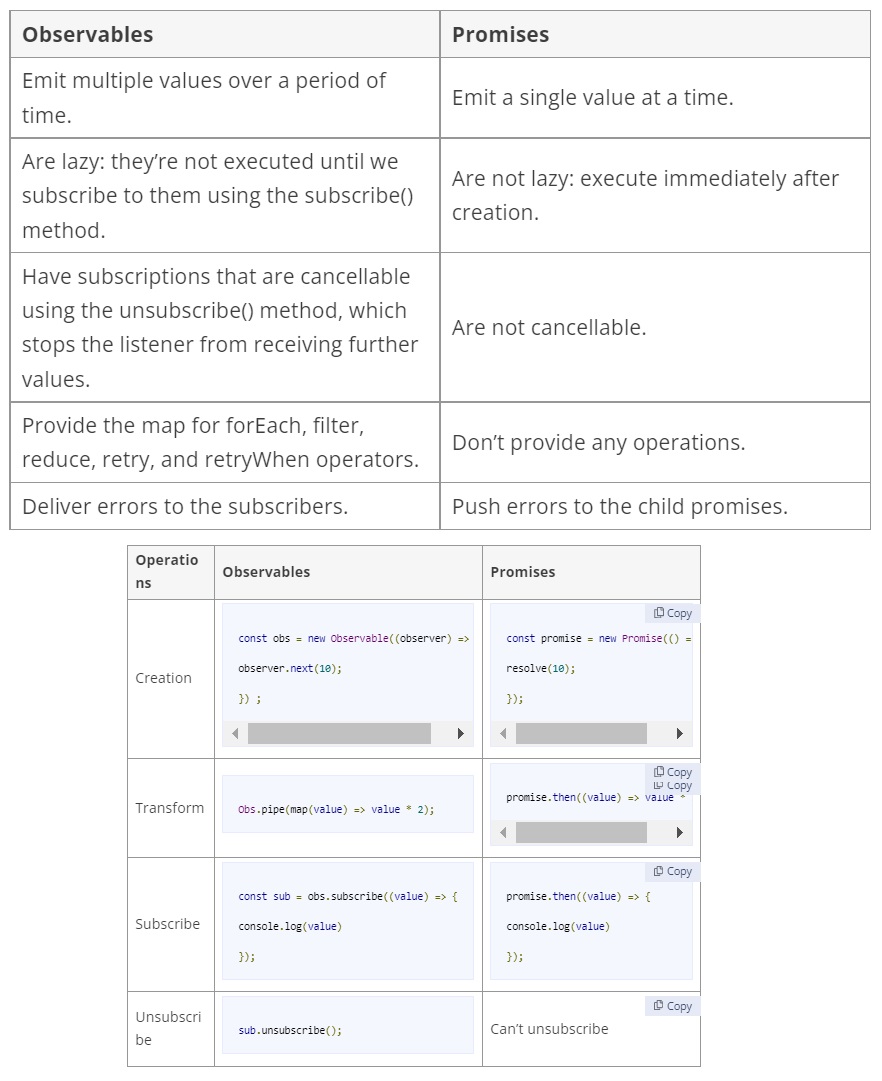 Observables
Promises
Emit multiple values over a period of
time.
Emit a single value at a time.
Are lazy: they’re not executed until we
subscribe to them using the subscribe()
method.
Are not lazy: execute immediately after
creation.
Have subscriptions that are cancellable
using the unsubscribe() method, which
stops the listener from receiving further
values.
Are not cancellable.
Provide the map for forEach, filter,
reduce, retry, and retryWhen operators.
Don’t provide any operations.
Deliver errors to the subscribers.
Push errors to the child promises.
Operatio
ns
Observables
Promises
Creation
const obs = new Observable((observer) =>
observer.next(10);
}) ;
Copy
const promise = new Promise(() =
resolve(10);
});
Transform
Obs.pipe(map(value) => value * 2);
Copy
Copy
promise.then((value) => value *
Subscribe
const sub = obs.subscribe((value) => {
console.log(value)
});
Copy
promise.then((value) => {
console.log(value)
});
Unsubscri
be
sub.unsubscribe();
Copy
Can’t unsubscribe